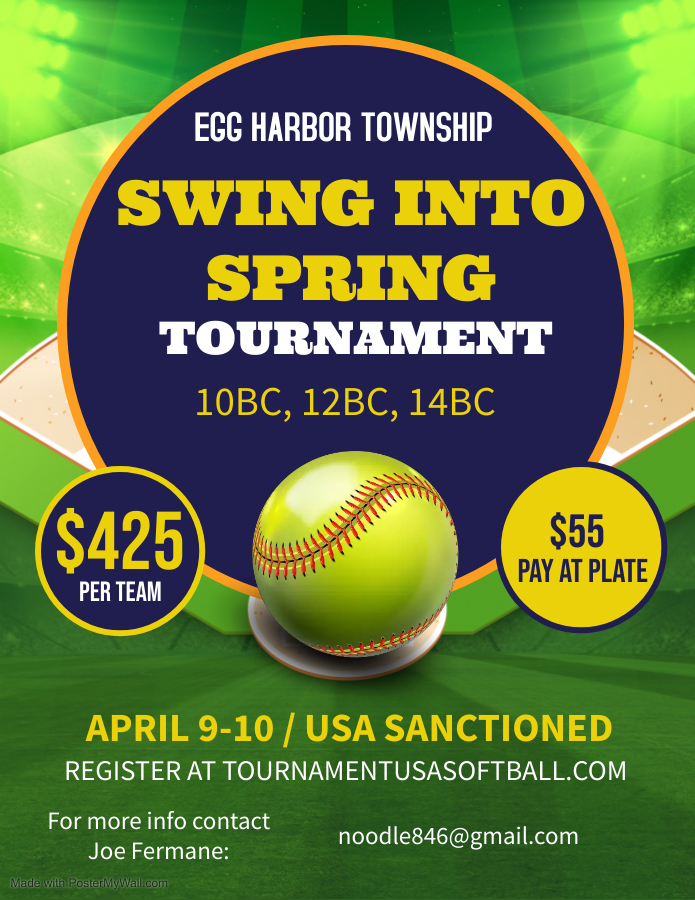 EGG HARBOR TOWNSHIP
SWING INTO
SPRING
TOURNAMENT
10BC, 12BC, 14BC
$425
PER TEAM
$55
PAY AT PLATE
APRIL 9-10 / USA SANCTIONED
REGISTER AT TOURNAMENTUSASOFTBALL.COM
For more info contact
Joe Fermane:
noodle846@gmail.com
Made with PosterMyWall.com